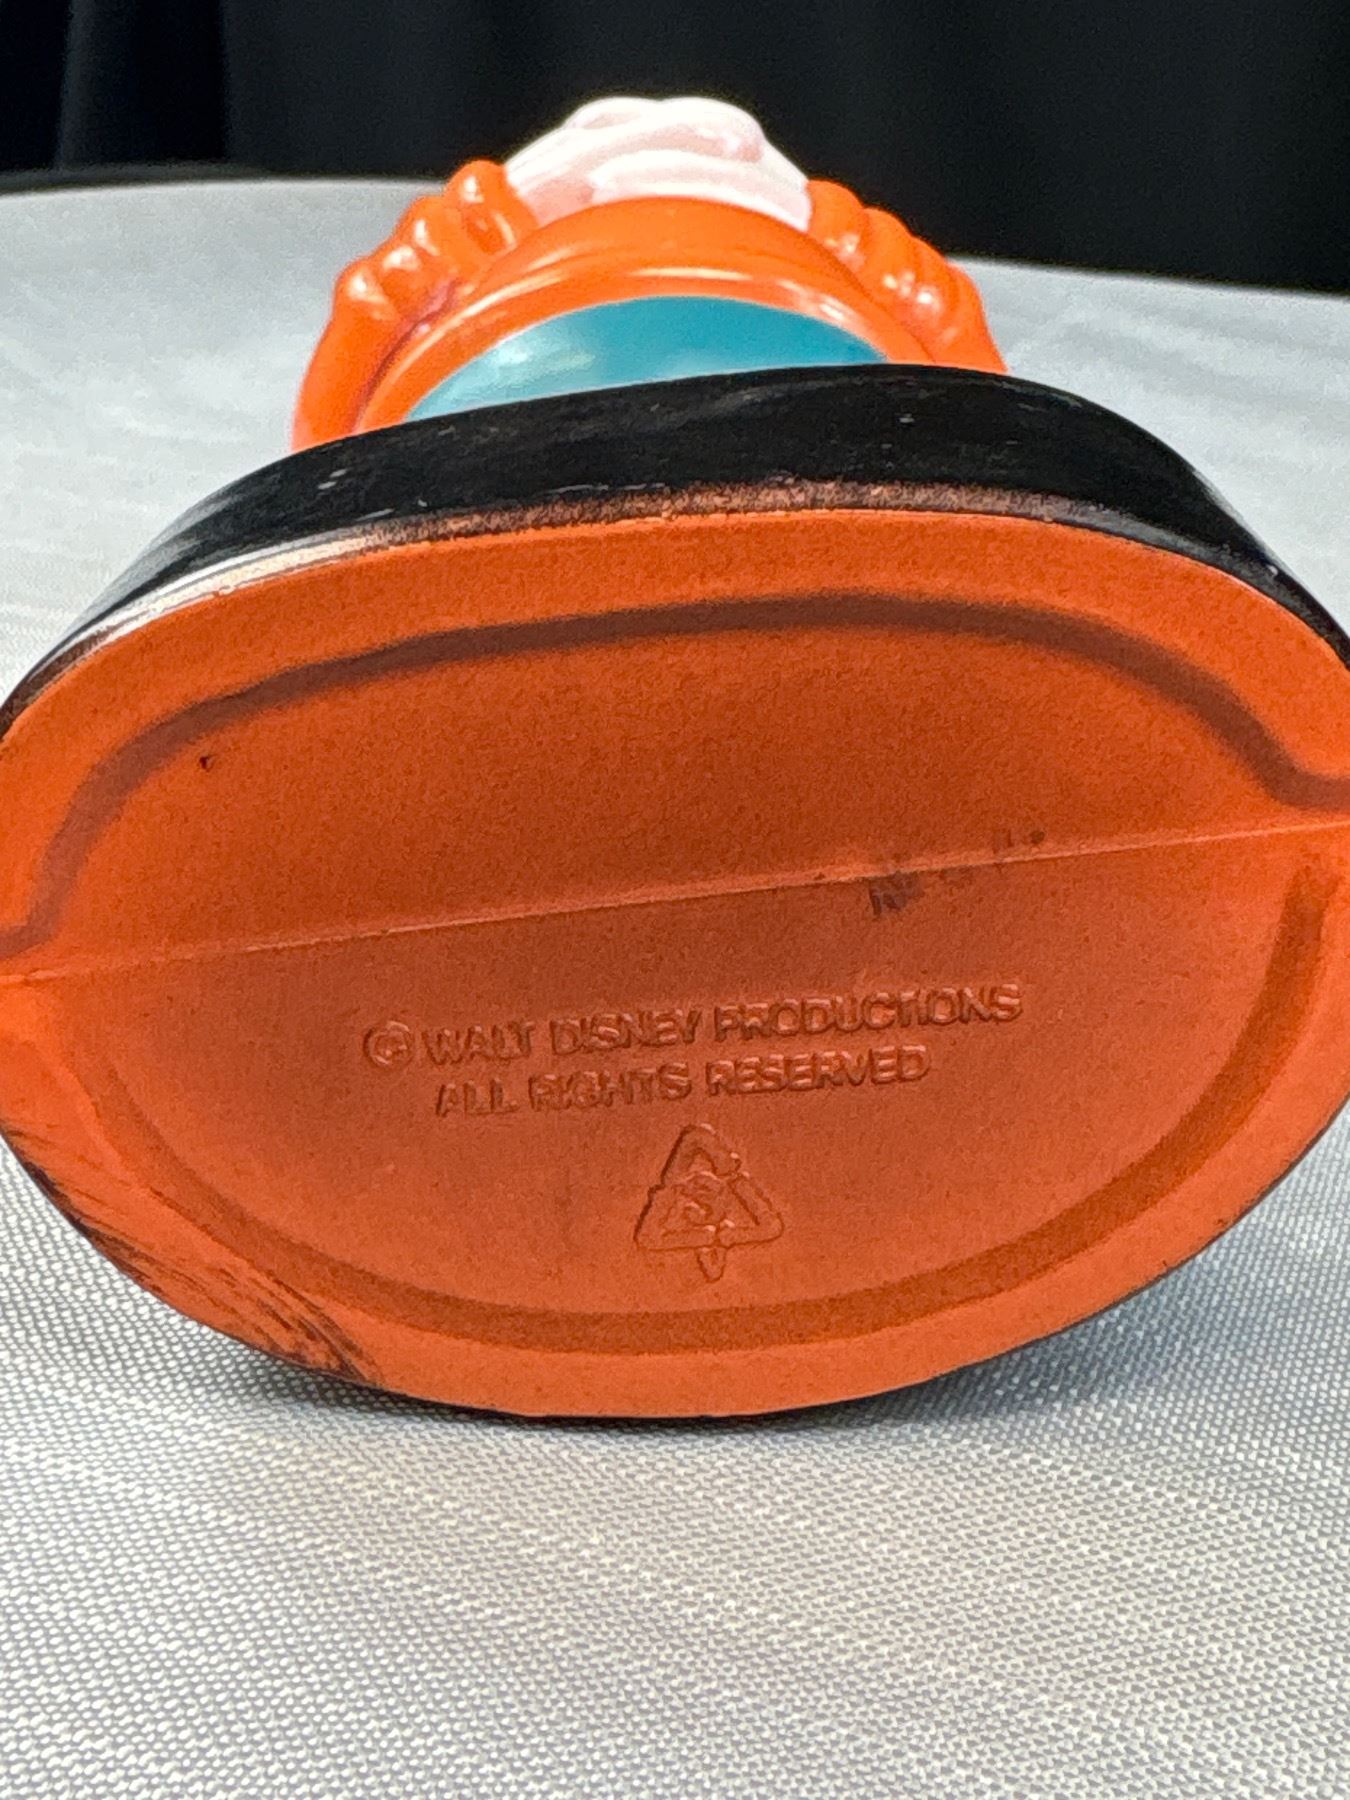 © WALT DISNEY PRODUCTIONS
ALL RIGHTS RESERVED
S